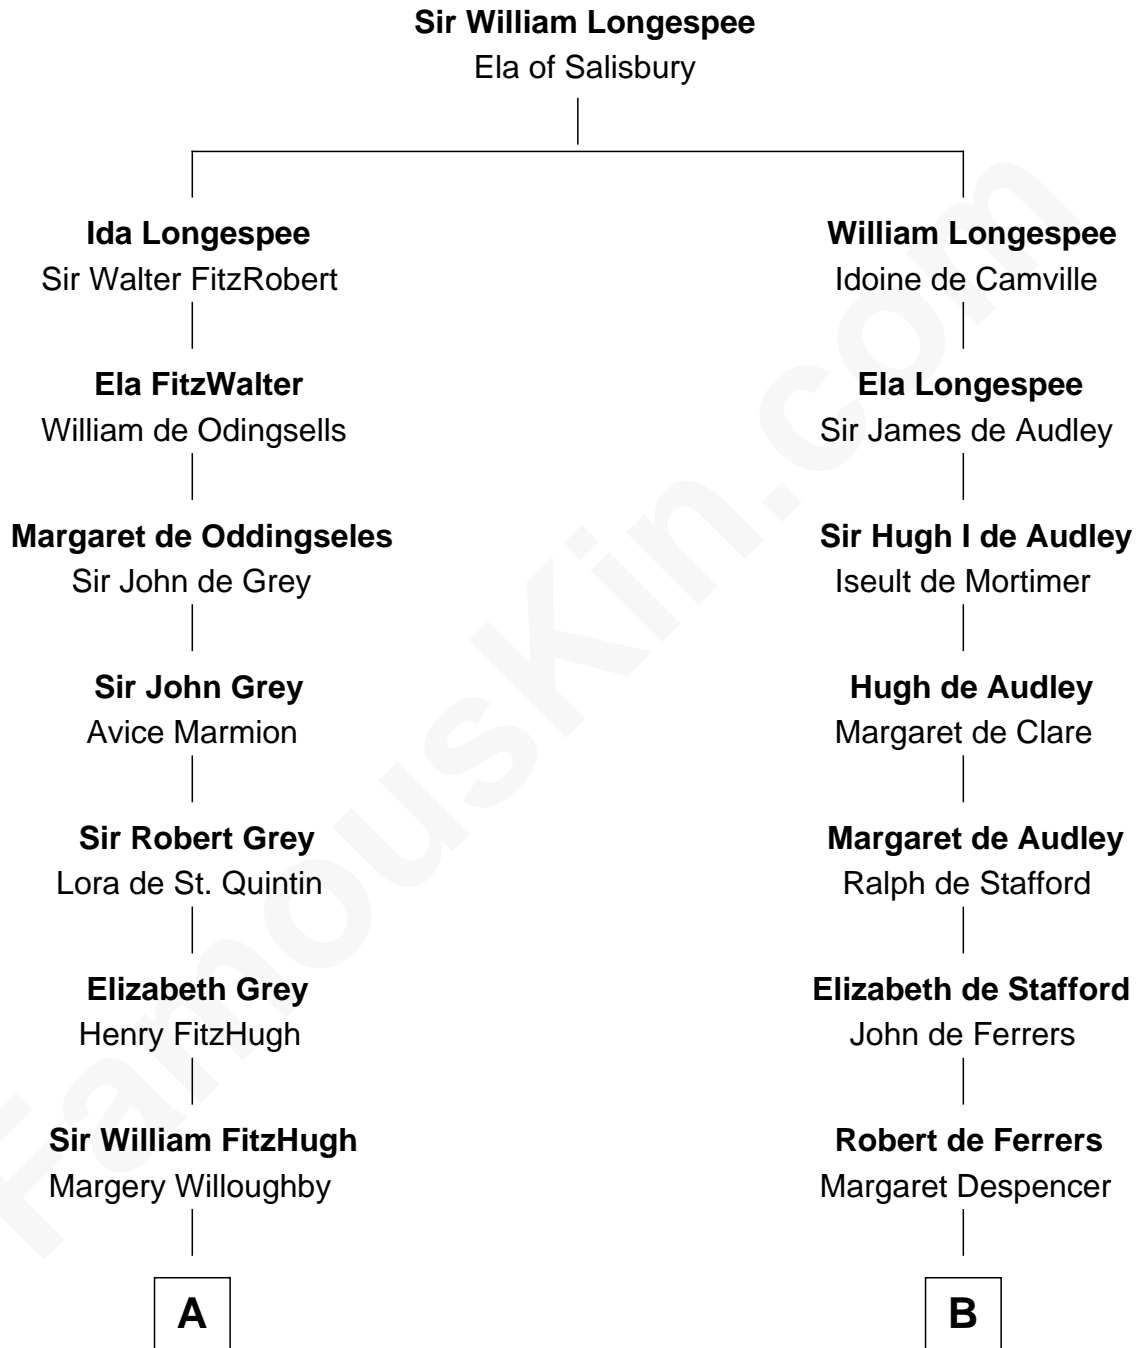 Sir William Longespee
Ela of Salisbury
Ida Longespee
Sir Walter FitzRobert
William Longespee
Idoine de Camville
Ela FitzWalter
William de Odingsells
Ela Longespee
Sir James de Audley
Margaret de Oddingseles
Sir John de Grey
Sir Hugh I de Audley
Iseult de Mortimer
Sir John Grey
Avice Marmion
Hugh de Audley
Margaret de Clare
Sir Robert Grey
Lora de St. Quintin
Margaret de Audley
Ralph de Stafford
Elizabeth Grey
Henry FitzHugh
Elizabeth de Stafford
John de Ferrers
Sir William FitzHugh
Margery Willoughby
Robert de Ferrers
Margaret Despencer
A
B
FamousKin.com